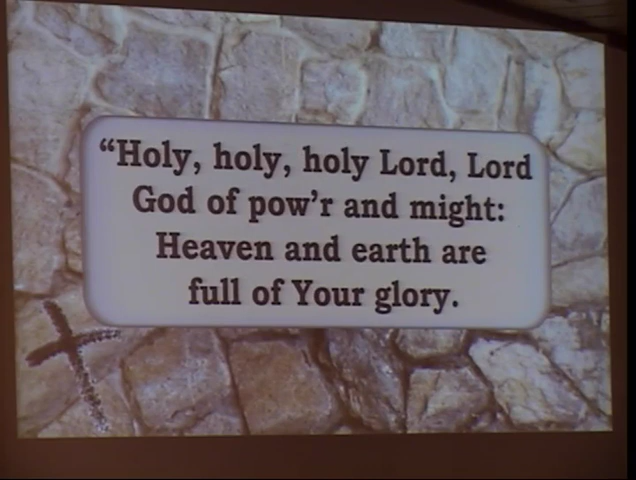 “Holy, holy, holy Lord, Lord
God of pow’r and might:
Heaven and earth are
full of Your glory.